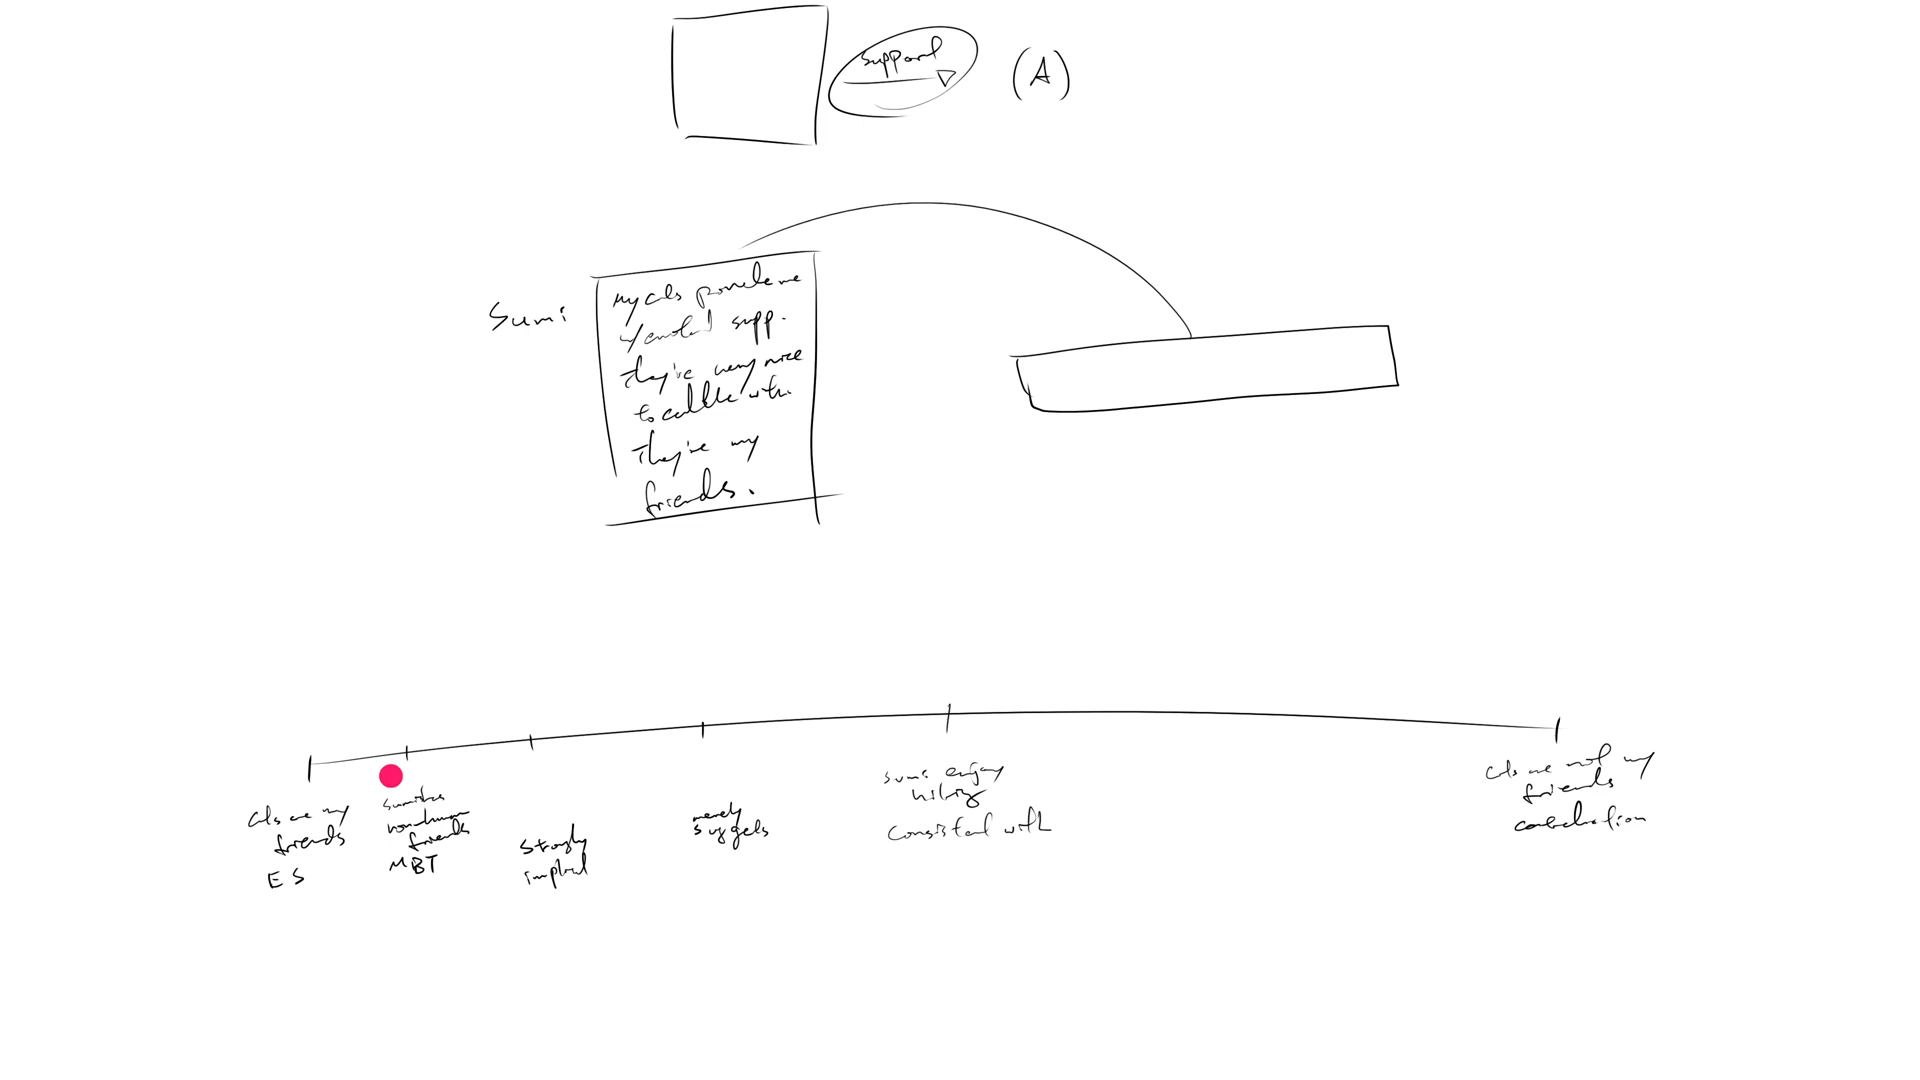 support
(A)
Sumi
My cats provide me
w/ emotional supp.
They're very nice
to cuddle with.
They're my
friends.
Cats are my
friends
ES
Sumi has
nonhuman
friends
MBT
Strongly
implied
merely
suggests
Sumi enjoy
hiking
Consistent with
Cats are not my
friends
contradiction